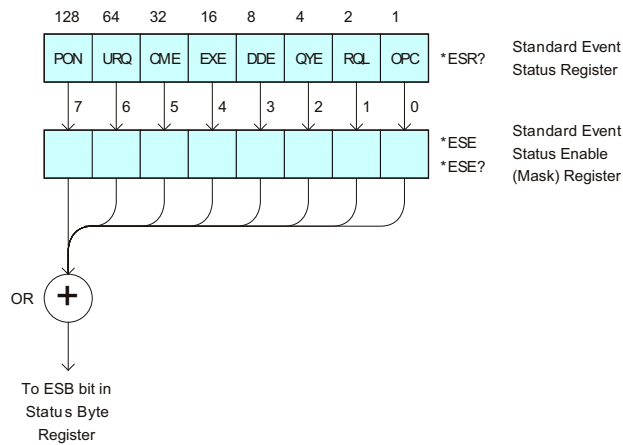 128 64 32 16 8 4 2 1
PON URQ CME EXE DDE QYE RQL OPC
*ESR?
Standard Event
Status Register
7 6 5 4 3 2 1 0
*ESE
*ESE?
Standard Event
Status Enable
(Mask) Register
OR
+
To ESB bit in
Status Byte
Register